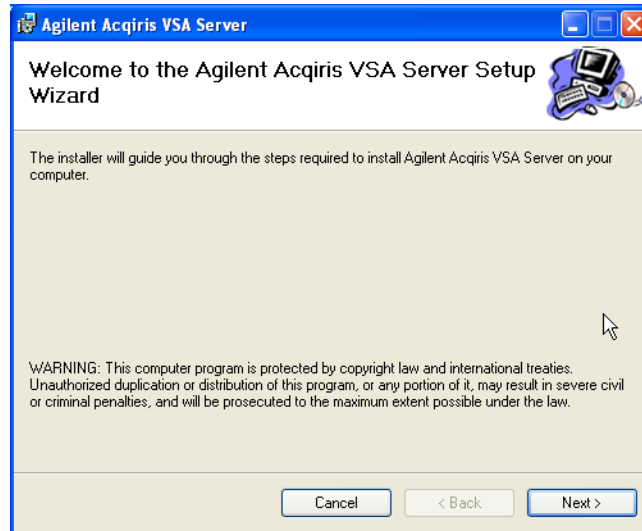 Agilent Acqiris VSA Server
Welcome to the Agilent Acqiris VSA Server Setup
Wizard
The installer will guide you through the steps required to install Agilent Acqiris VSA Server on your
computer.
WARNING: This computer program is protected by copyright law and international treaties.
Unauthorized duplication or distribution of this program, or any portion of it, may result in severe civil
or criminal penalties, and will be prosecuted to the maximum extent possible under the law.
Cancel < Back Next >